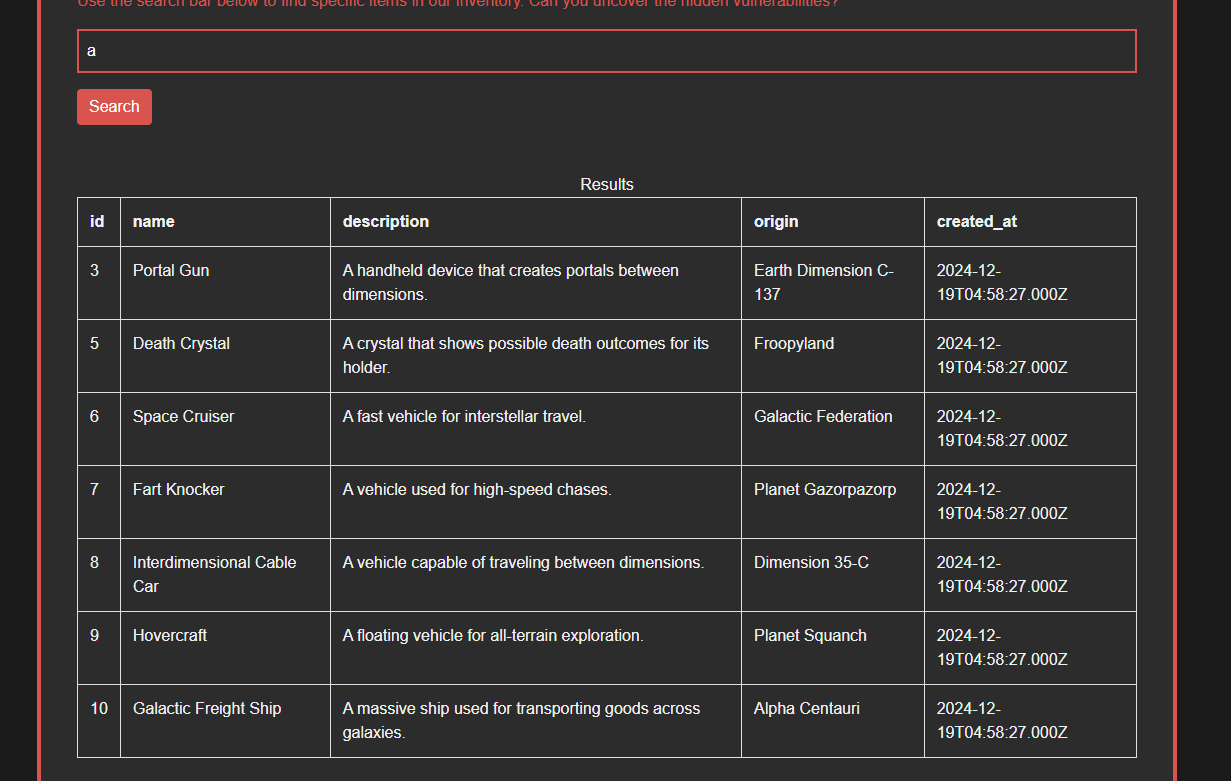 Use the search bar below to find specific items in our inventory. Can you uncover the hidden vulnerabilities?
a
Search
Results
id name description origin created_at
3 Portal Gun A handheld device that creates portals between Earth Dimension C- 2024-12-
dimensions. 137 19T04:58:27.000Z
5 Death Crystal A crystal that shows possible death outcomes for its Froopyland 2024-12-
holder. 19T04:58:27.000Z
6 Space Cruiser A fast vehicle for interstellar travel. Galactic Federation 2024-12-
19T04:58:27.000Z
7 Fart Knocker A vehicle used for high-speed chases. Planet Gazorpazorp 2024-12-
19T04:58:27.000Z
8 Interdimensional Cable A vehicle capable of traveling between dimensions. Dimension 35-C 2024-12-
Car 19T04:58:27.000Z
9 Hovercraft A floating vehicle for all-terrain exploration. Planet Squanch 2024-12-
19T04:58:27.000Z
10 Galactic Freight Ship A massive ship used for transporting goods across Alpha Centauri 2024-12-
galaxies. 19T04:58:27.000Z